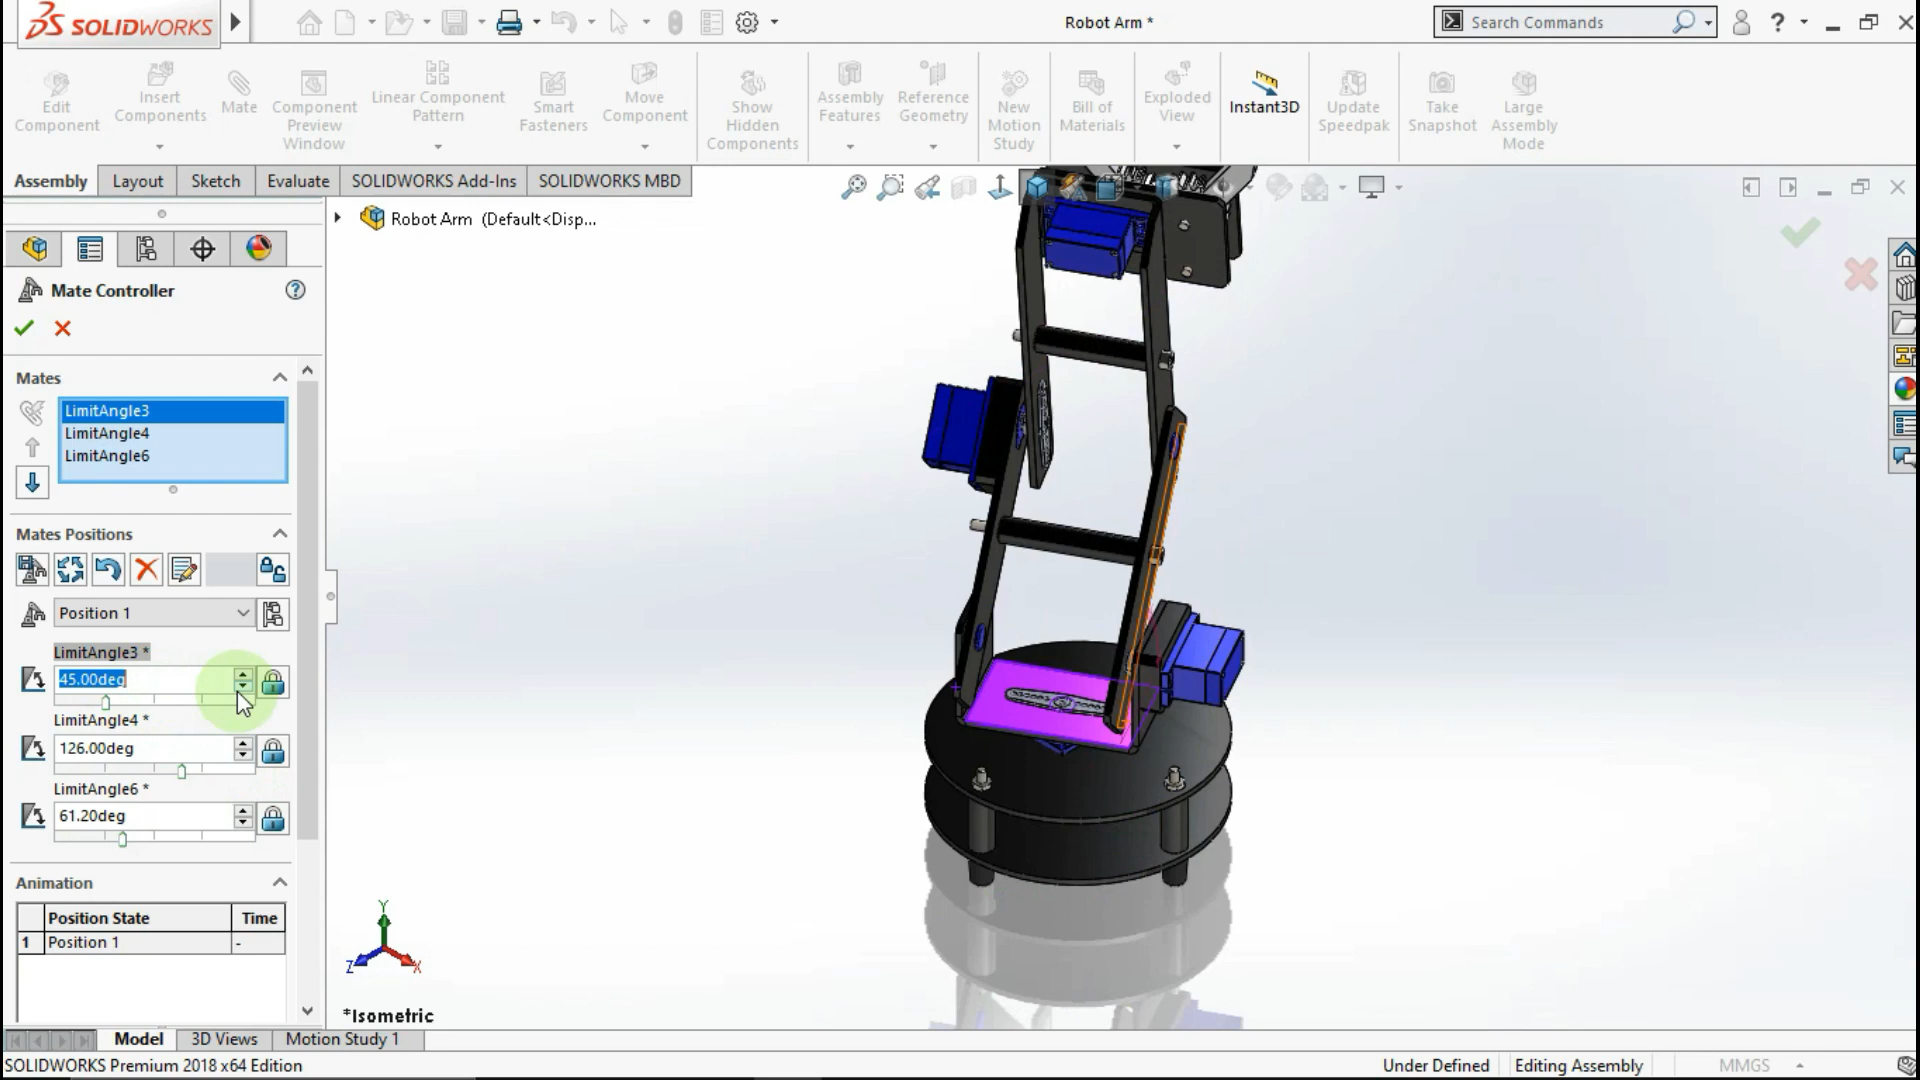 SOLIDWORKS
Robot Arm *
Search Commands
?
Edit Component
Insert Components
Mate
Component Preview Window
Linear Component Pattern
Smart Fasteners
Move Component
Show Hidden Components
Assembly Features
Reference Geometry
New Motion Study
Bill of Materials
Exploded View
Instant3D
Update Speedpak
Take Snapshot
Large Assembly Mode
Assembly
Layout
Sketch
Evaluate
SOLIDWORKS Add-Ins
SOLIDWORKS MBD
Robot Arm (Default<Disp...
Mate Controller
?
Mates
LimitAngle3
LimitAngle4
LimitAngle6
Mates Positions
Position 1
LimitAngle3 *
45.00deg
LimitAngle4 *
126.00deg
LimitAngle6 *
61.20deg
Animation
Position State Time
1 Position 1 -
Y
Z
X
*Isometric
Model
3D Views
Motion Study 1
SOLIDWORKS Premium 2018 x64 Edition
Under Defined
Editing Assembly
MMGS